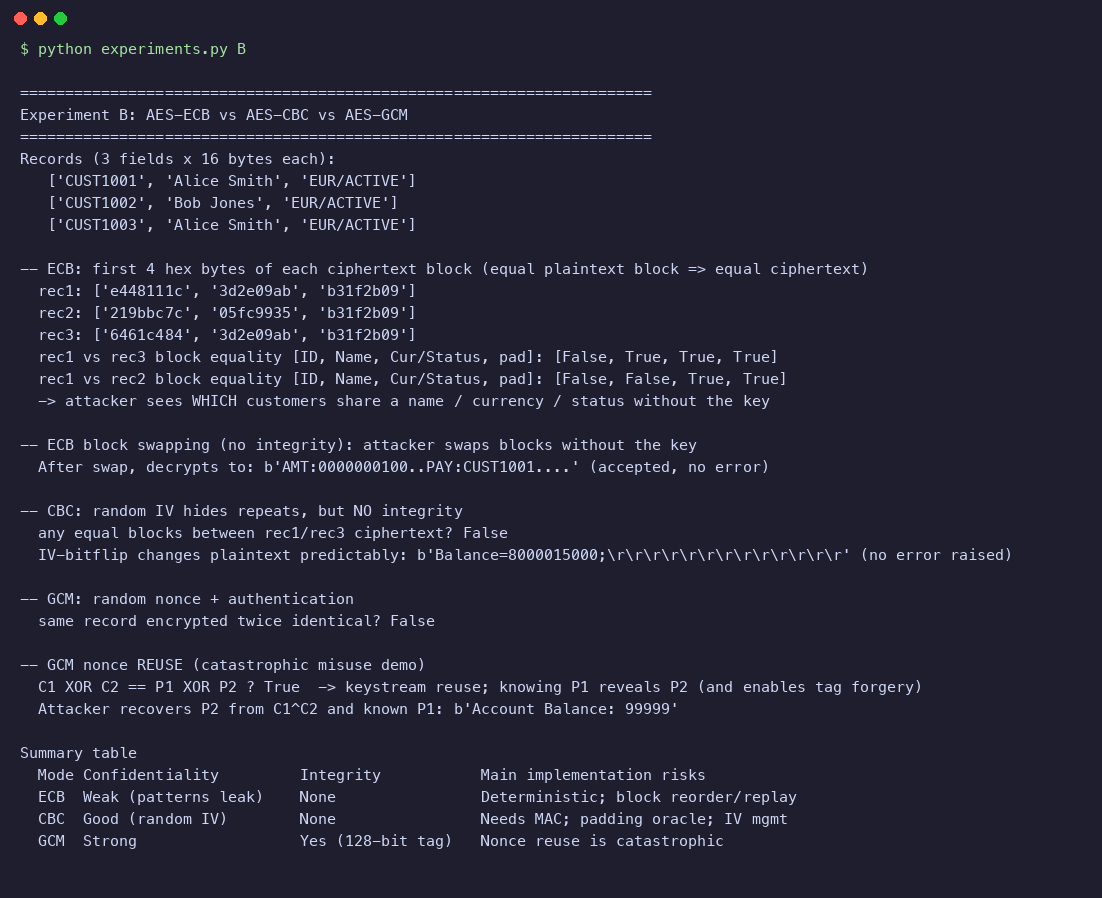 $ python experiments.py B
======================================================================
Experiment B: AES-ECB vs AES-CBC vs AES-GCM
======================================================================
Records (3 fields x 16 bytes each):
   ['CUST1001', 'Alice Smith', 'EUR/ACTIVE']
   ['CUST1002', 'Bob Jones', 'EUR/ACTIVE']
   ['CUST1003', 'Alice Smith', 'EUR/ACTIVE']
-- ECB: first 4 hex bytes of each ciphertext block (equal plaintext block => equal ciphertext)
  rec1: ['e448111c', '3d2e09ab', 'b31f2b09']
  rec2: ['219bbc7c', '05fc9935', 'b31f2b09']
  rec3: ['6461c484', '3d2e09ab', 'b31f2b09']
  rec1 vs rec3 block equality [ID, Name, Cur/Status, pad]: [False, True, True, True]
  rec1 vs rec2 block equality [ID, Name, Cur/Status, pad]: [False, False, True, True]
  -> attacker sees WHICH customers share a name / currency / status without the key
-- ECB block swapping (no integrity): attacker swaps blocks without the key
  After swap, decrypts to: b'AMT:0000000100..PAY:CUST1001....' (accepted, no error)
-- CBC: random IV hides repeats, but NO integrity
  any equal blocks between rec1/rec3 ciphertext? False
  IV-bitflip changes plaintext predictably: b'Balance=8000015000;\r\r\r\r\r\r\r\r\r\r\r\r\r' (no error raised)
-- GCM: random nonce + authentication
  same record encrypted twice identical? False
-- GCM nonce REUSE (catastrophic misuse demo)
  C1 XOR C2 == P1 XOR P2 ? True  -> keystream reuse; knowing P1 reveals P2 (and enables tag forgery)
  Attacker recovers P2 from C1^C2 and known P1: b'Account Balance: 99999'
Summary table
  Mode Confidentiality         Integrity           Main implementation risks
  ECB  Weak (patterns leak)    None                Deterministic; block reorder/replay
  CBC  Good (random IV)        None                Needs MAC; padding oracle; IV mgmt
  GCM  Strong                  Yes (128-bit tag)   Nonce reuse is catastrophic